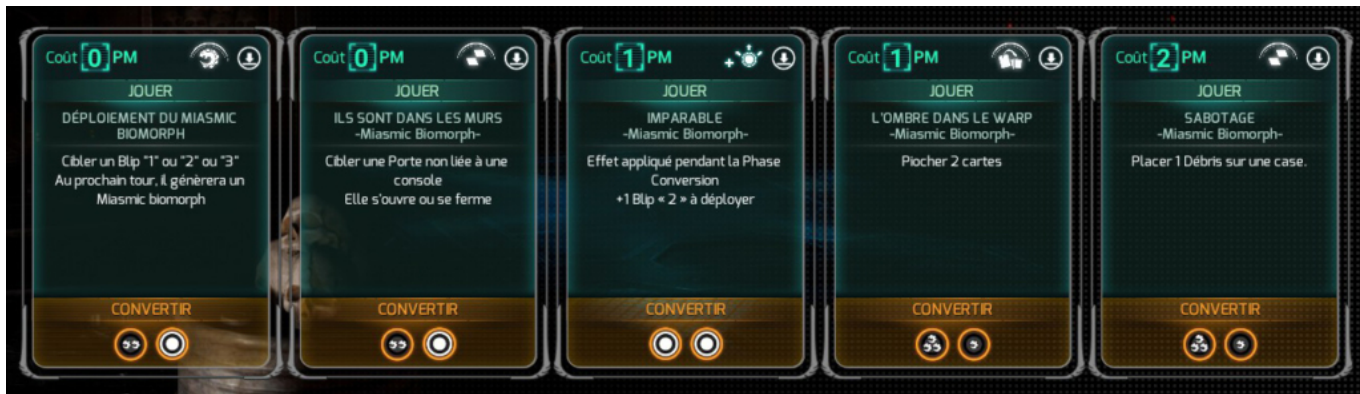 Coût 0 PM
JOUER
DÉPLOIEMENT DU MIASMIC
BIOMORPH
Cibler un Blip "1" ou "2" ou "3"
Au prochain tour, il génèrera un
Miasmic biomorph
CONVERTIR
Coût 0 PM
JOUER
ILS SONT DANS LES MURS
-Miasmic Biomorph-
Cibler une Porte non liée à une
console
Elle s'ouvre ou se ferme
CONVERTIR
Coût 1 PM
JOUER
IMPARABLE
-Miasmic Biomorph-
Effet appliqué pendant la Phase
Conversion
+1 Blip « 2 » à déployer
CONVERTIR
Coût 1 PM
JOUER
L'OMBRE DANS LE WARP
-Miasmic Biomorph-
Piocher 2 cartes
CONVERTIR
Coût 2 PM
JOUER
SABOTAGE
-Miasmic Biomorph-
Placer 1 Débris sur une case.
CONVERTIR